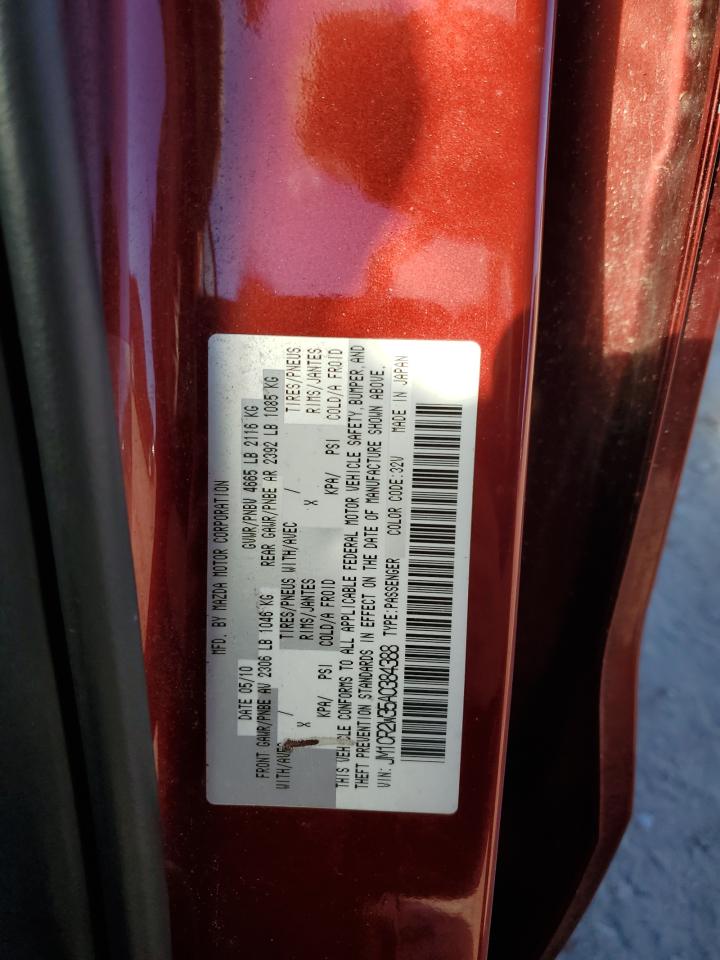 MFD. BY MAZDA MOTOR CORPORATION
DATE 05/10 GVWR/PNBV 4665 LB 2116 KG
FRONT GAWR/PNBE AV 2306 LB 1046 KG REAR GAWR/PNBE AR 2392 LB 1085 KG
WITH/AVEC / TIRES/PNEUS WITH/AVEC / TIRES/PNEUS
X RIMS/JANTES X RIMS/JANTES
KPA/ PSI COLD/A FROID KPA/ PSI COLD/A FROID
THIS VEHICLE CONFORMS TO ALL APPLICABLE FEDERAL MOTOR VEHICLE SAFETY, BUMPER, AND
THEFT PREVENTION STANDARDS IN EFFECT ON THE DATE OF MANUFACTURE SHOWN ABOVE.
VIN: JM1CR2W35A0384388 TYPE:PASSENGER COLOR CODE:32V MADE IN JAPAN